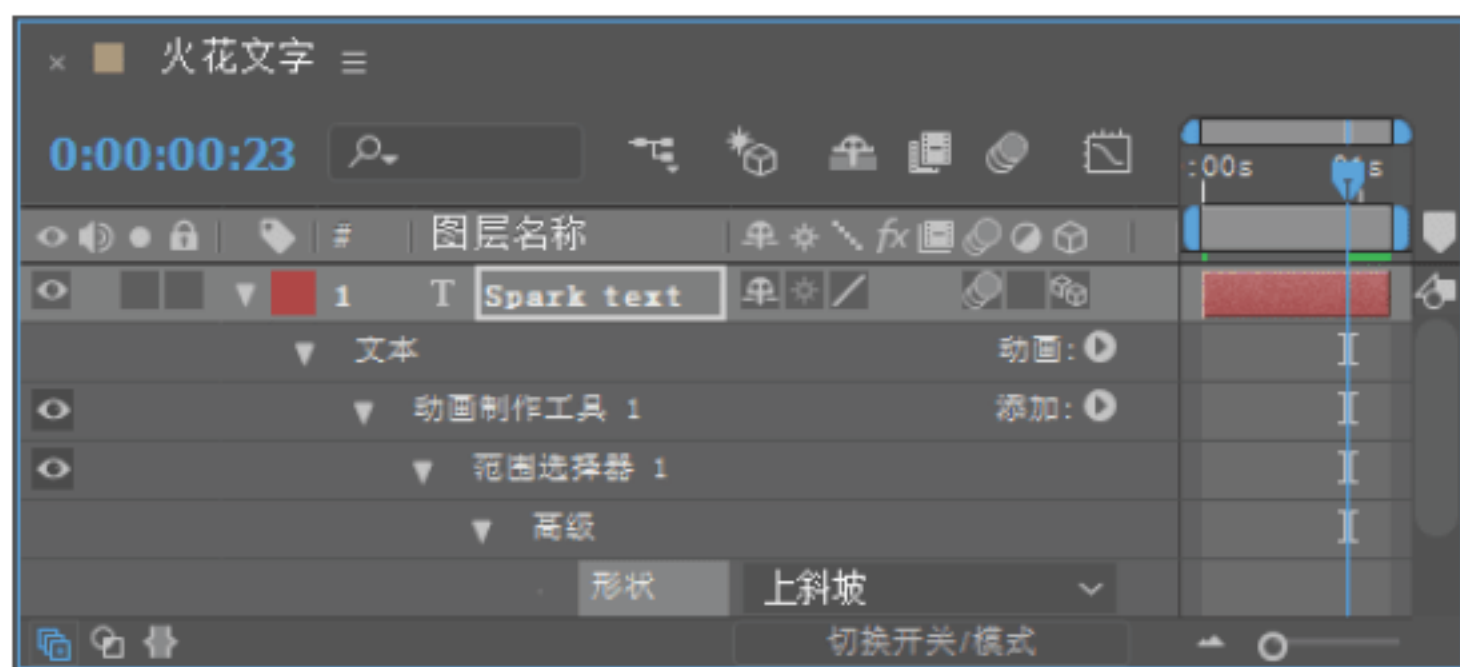 火花文字
0:00:00:23
:00s
# 图层名称
1 T Spark text
文本 动画:
动画制作工具 1 添加:
范围选择器 1
高级
形状 上斜坡
切换开关/模式